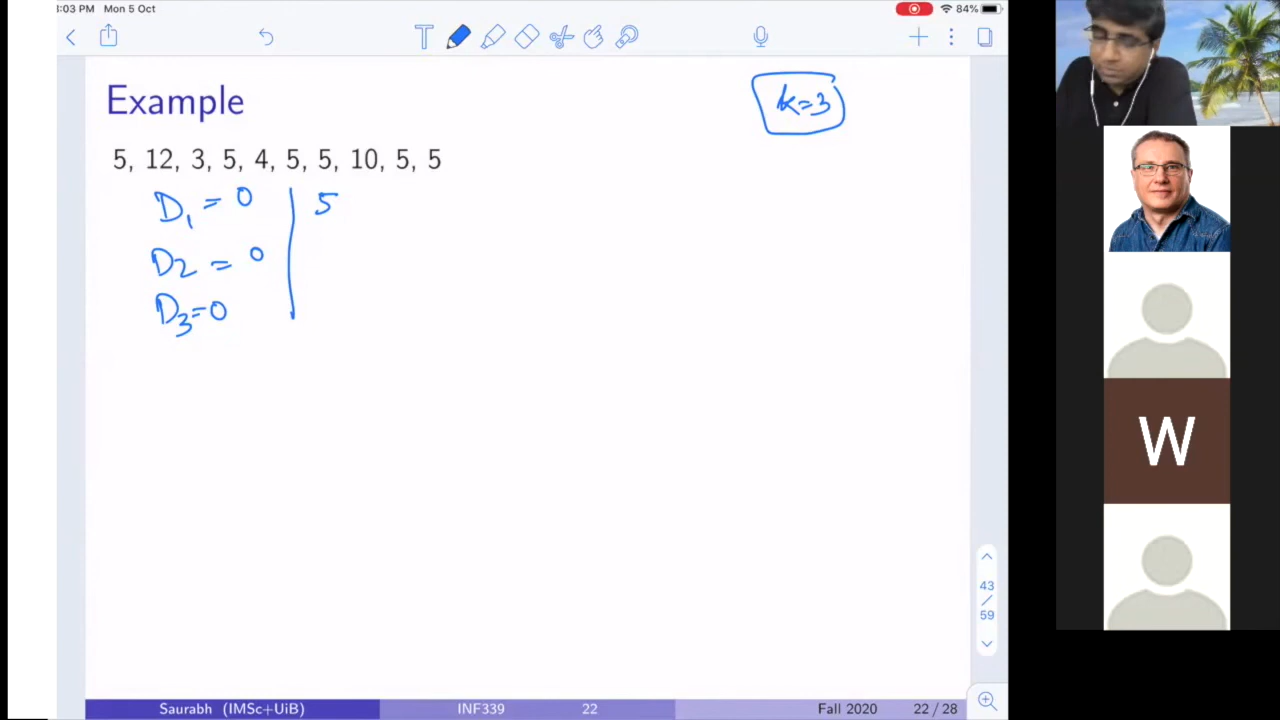 :03 PM Mon 5 Oct
84%
T
Example
k=3
5, 12, 3, 5, 4, 5, 5, 10, 5, 5
D1 = 0 | 5
D2 = 0
D3=0
W
43
/
59
Saurabh (IMSc+UiB) INF339 22 Fall 2020 22 / 28